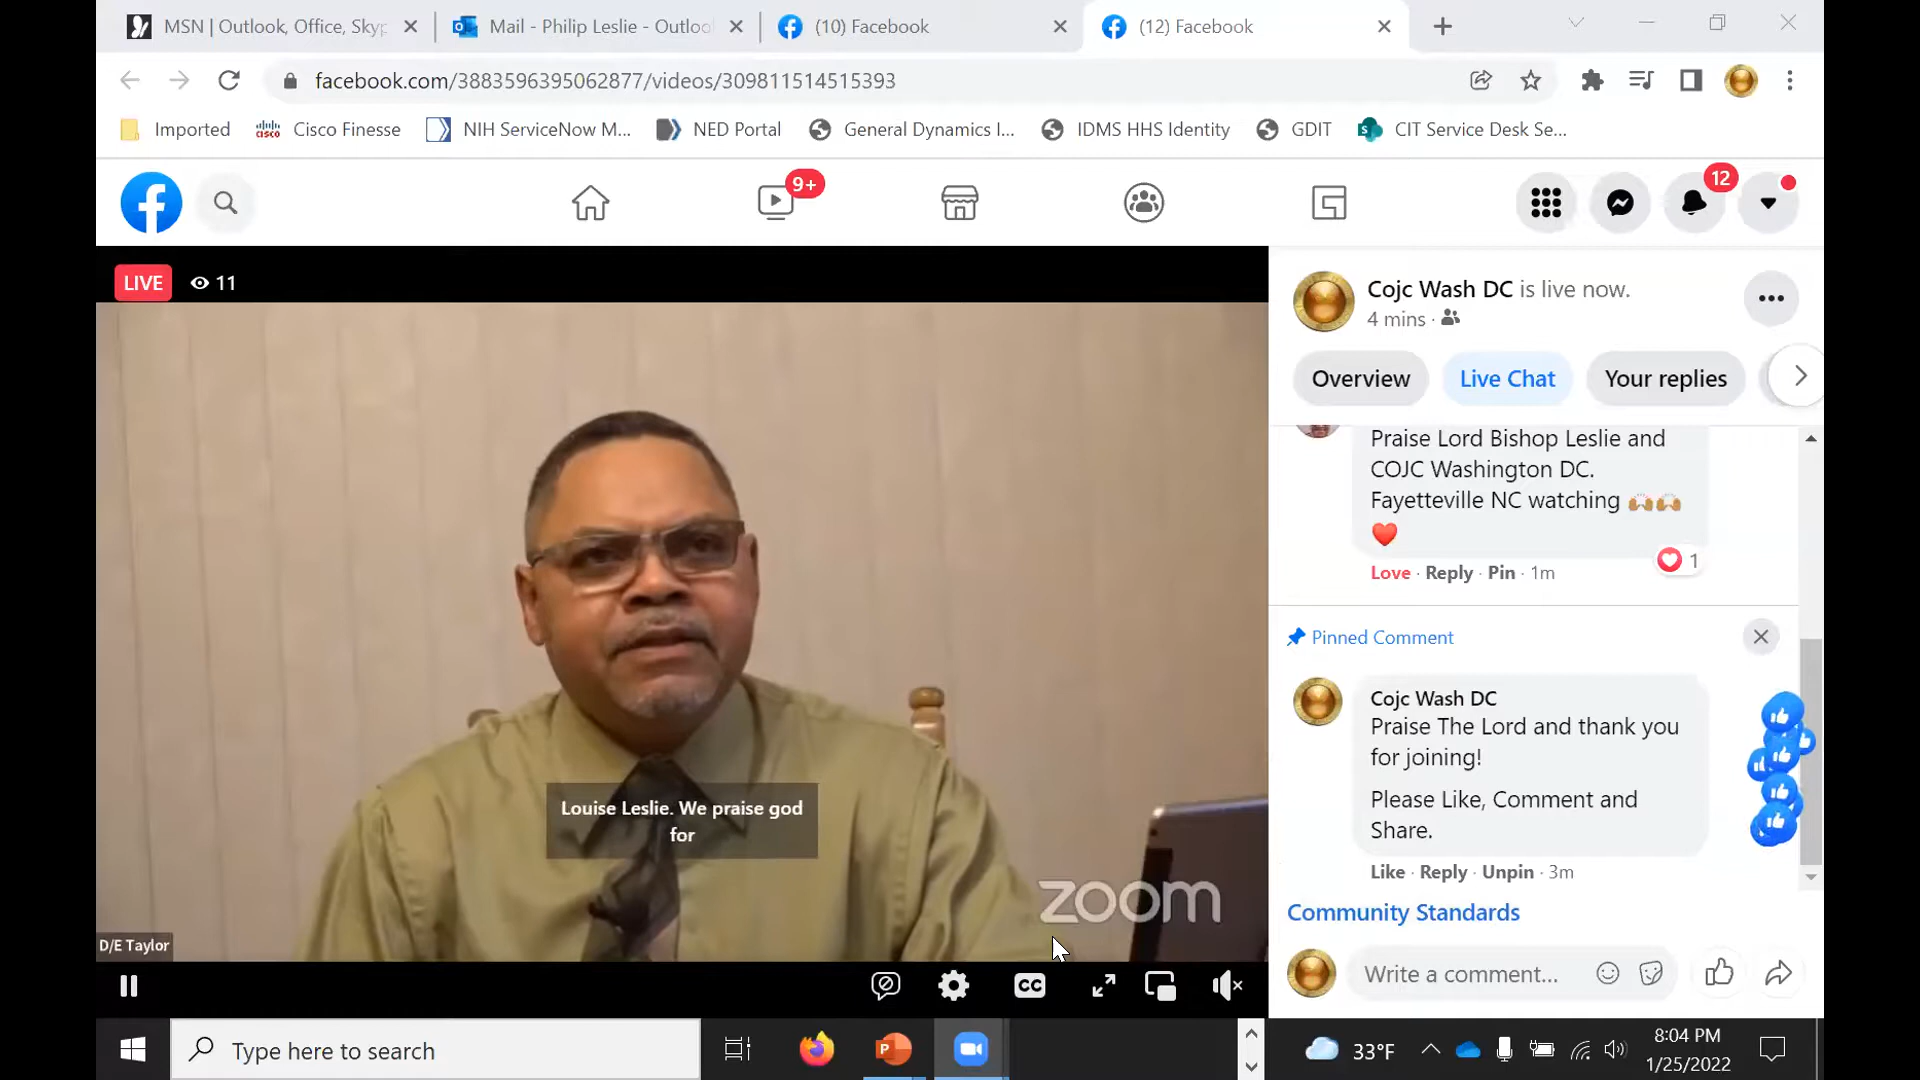 MSN | Outlook, Office, Skyp
Mail - Philip Leslie - Outloo
(10) Facebook
(12) Facebook
facebook.com/3883596395062877/videos/309811514515393
Imported
Cisco Finesse
NIH ServiceNow M...
NED Portal
General Dynamics I...
IDMS HHS Identity
GDIT
CIT Service Desk Se...
9+
12
LIVE
11
Cojc Wash DC is live now.
4 mins ·
Overview
Live Chat
Your replies
Praise Lord Bishop Leslie and
COJC Washington DC.
Fayetteville NC watching 🙌🏽🙌🏽
❤️
1
Love · Reply · Pin · 1m
Pinned Comment
Cojc Wash DC
Praise The Lord and thank you
for joining!
Please Like, Comment and
Share.
Like · Reply · Unpin · 3m
Community Standards
Write a comment...
Louise Leslie. We praise god
for
zoom
D/E Taylor
CC
Type here to search
33°F
8:04 PM
1/25/2022